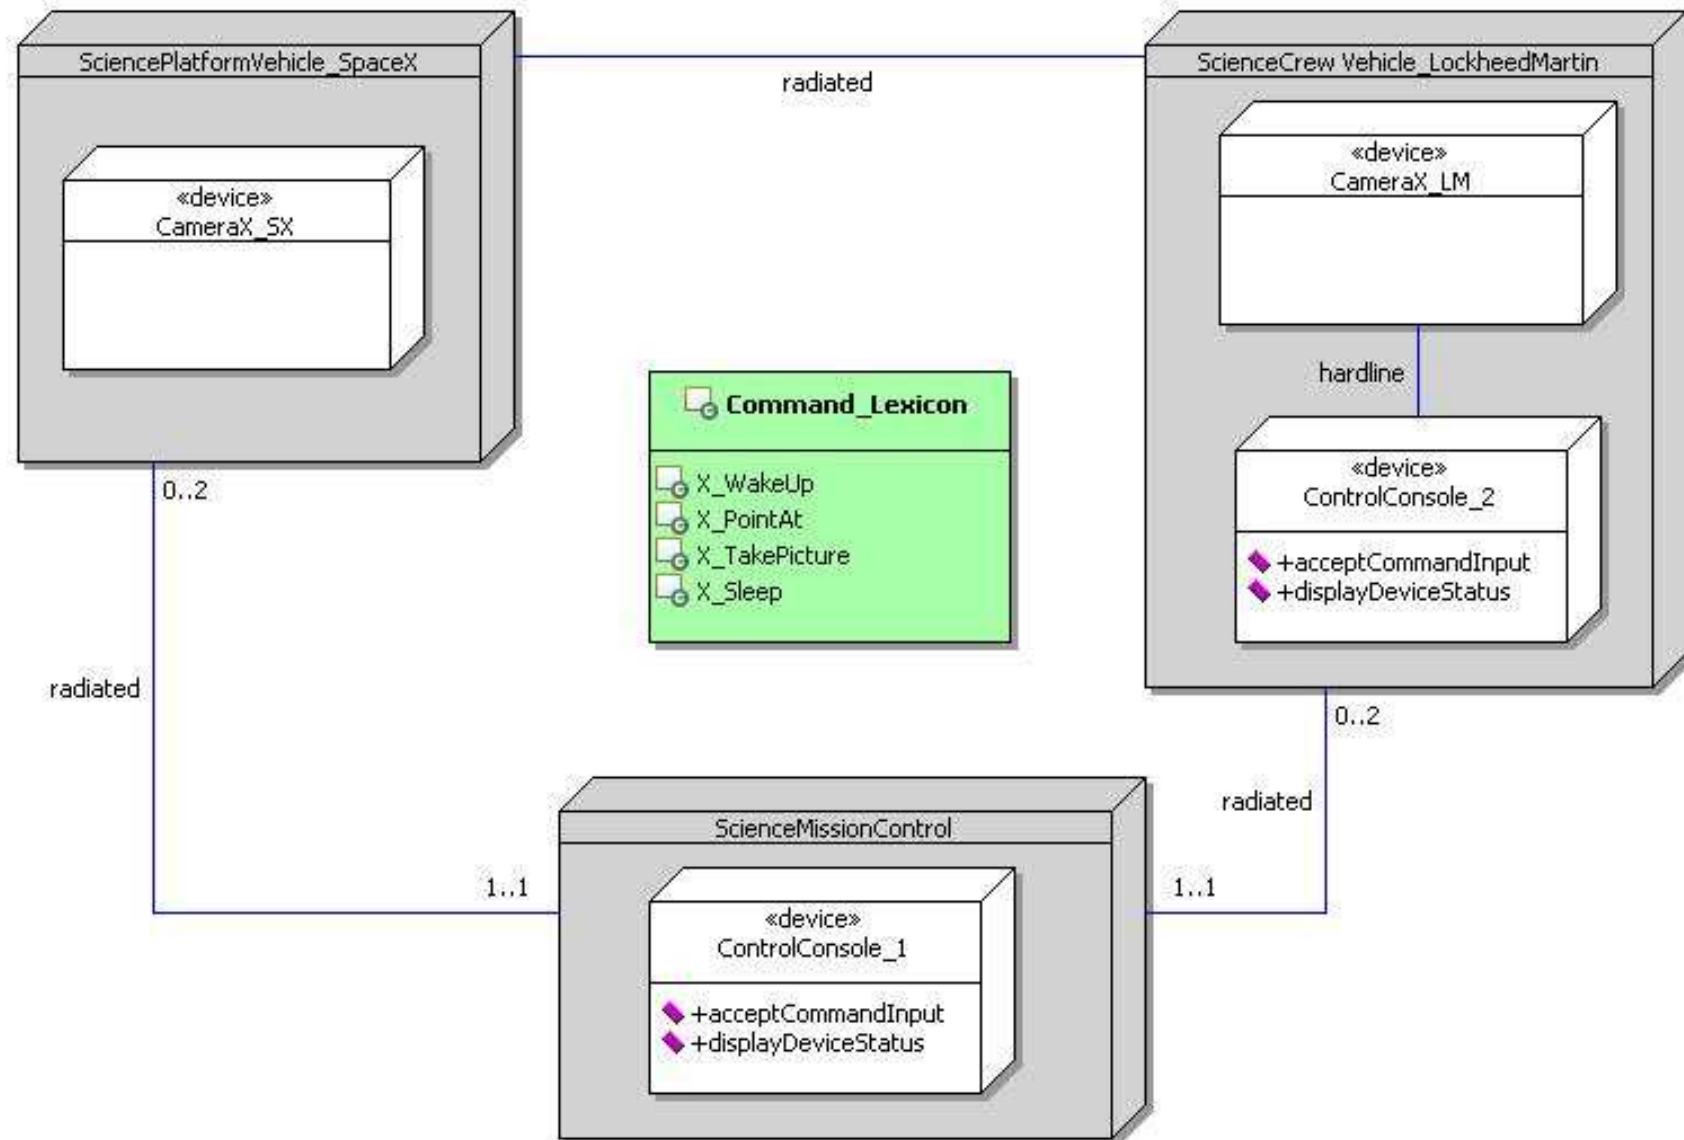 SciencePlatformVehicle_SpaceX
«device»
CameraX_SX
radiated
ScienceCrew Vehicle_LockheedMartin
«device»
CameraX_LM
hardline
«device»
ControlConsole_2
+acceptCommandInput
+displayDeviceStatus
Command_Lexicon
X_WakeUp
X_PointAt
X_TakePicture
X_Sleep
0..2
radiated
1..1
0..2
radiated
1..1
ScienceMissionControl
«device»
ControlConsole_1
+acceptCommandInput
+displayDeviceStatus